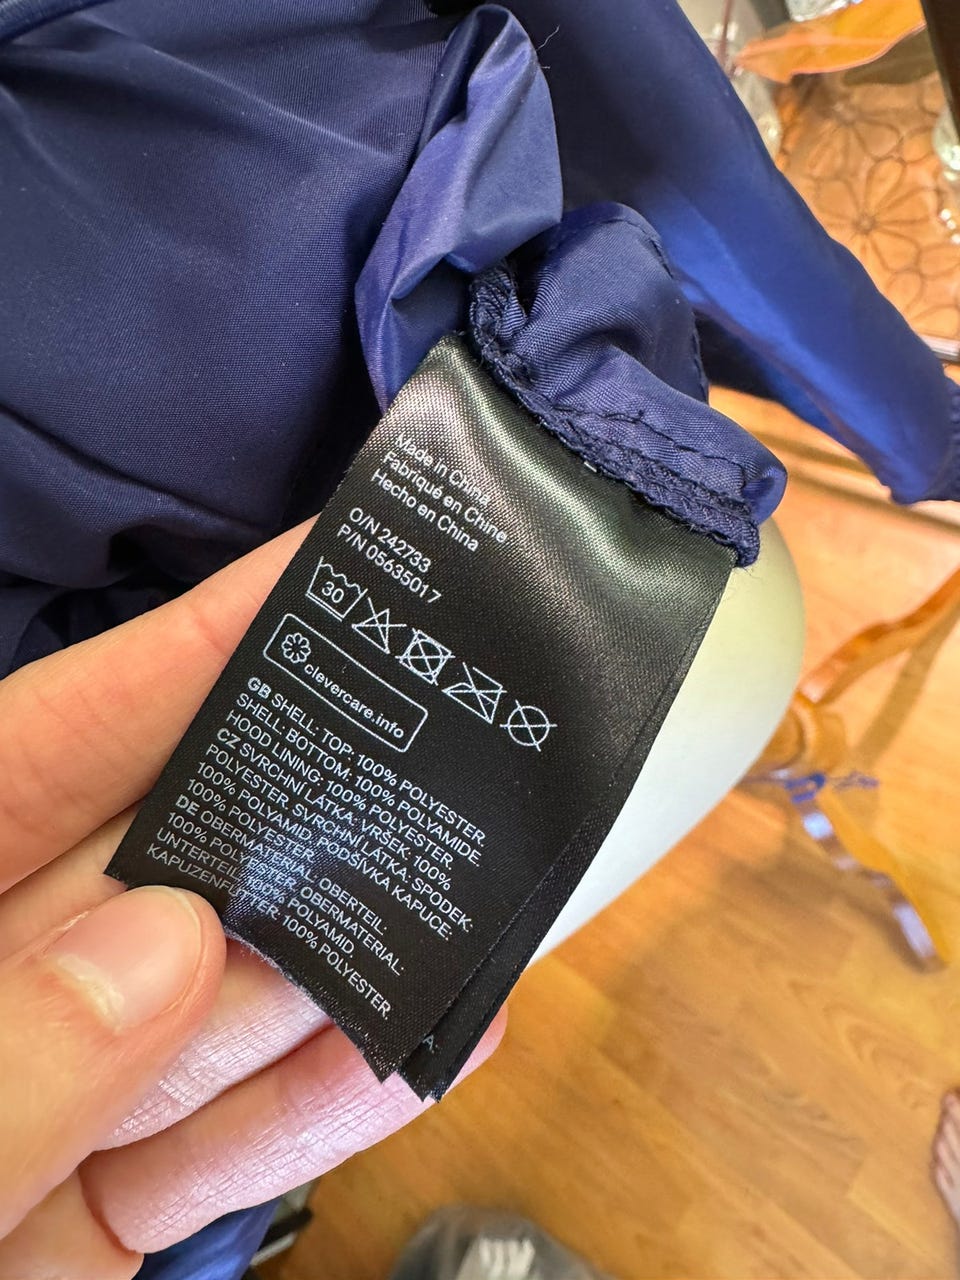 Made in China
Fabriqué en Chine
Hecho en China
O/N 242733
P/N 05635017
30
clevercare.info
GB SHELL: TOP: 100% POLYESTER.
SHELL: BOTTOM: 100% POLYAMIDE.
HOOD LINING: 100% POLYESTER
CZ SVRCHNÍ LÁTKA: VRŠEK: 100%
POLYESTER. SVRCHNÍ LÁTKA: SPODEK:
100% POLYAMID. PODŠÍVKA KAPUCE:
100% POLYESTER
DE OBERMATERIAL: OBERTEIL:
100% POLYESTER. OBERMATERIAL:
UNTERTEIL: 100% POLYAMID.
KAPUZENFUTTER: 100% POLYESTER
A.